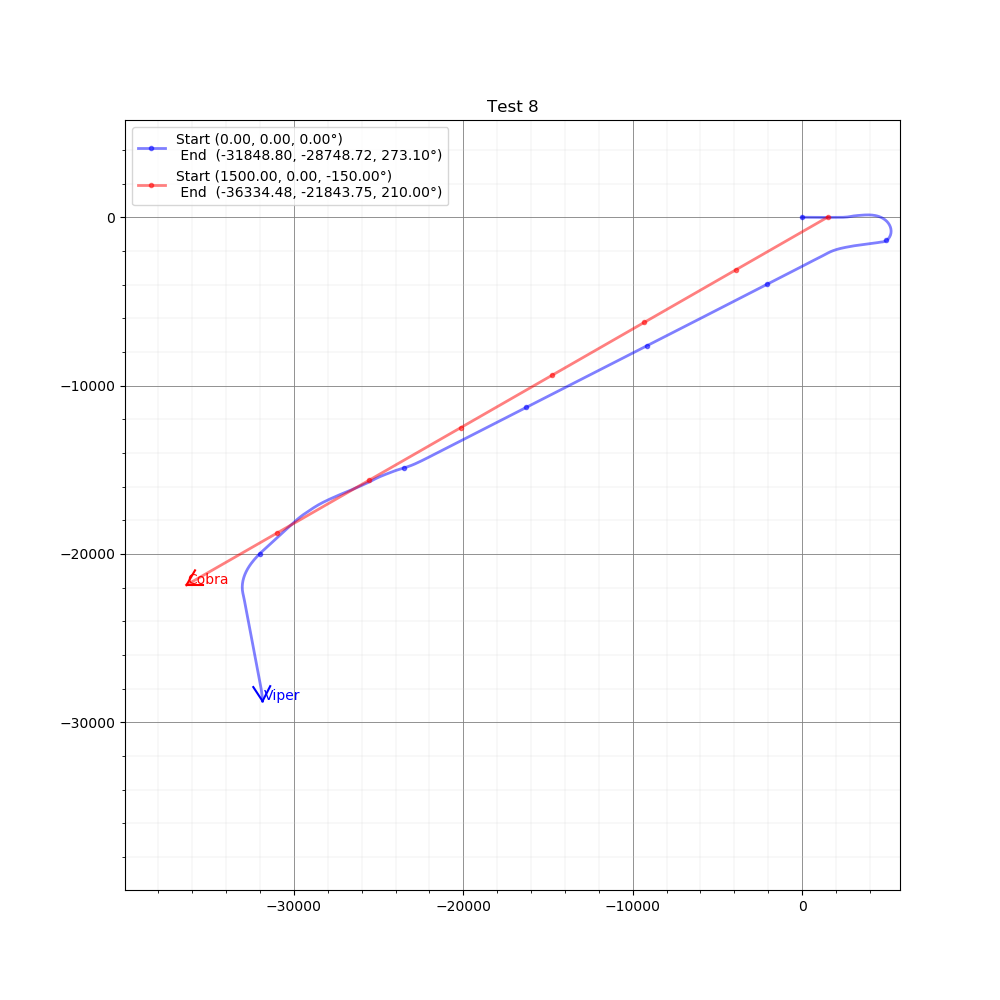 Test 8
Start (0.00, 0.00, 0.00°)
End (-31848.80, -28748.72, 273.10°)
Start (1500.00, 0.00, -150.00°)
End (-36334.48, -21843.75, 210.00°)
0
−10000
−20000
−30000
Cobra
Viper
−30000
−20000
−10000
0